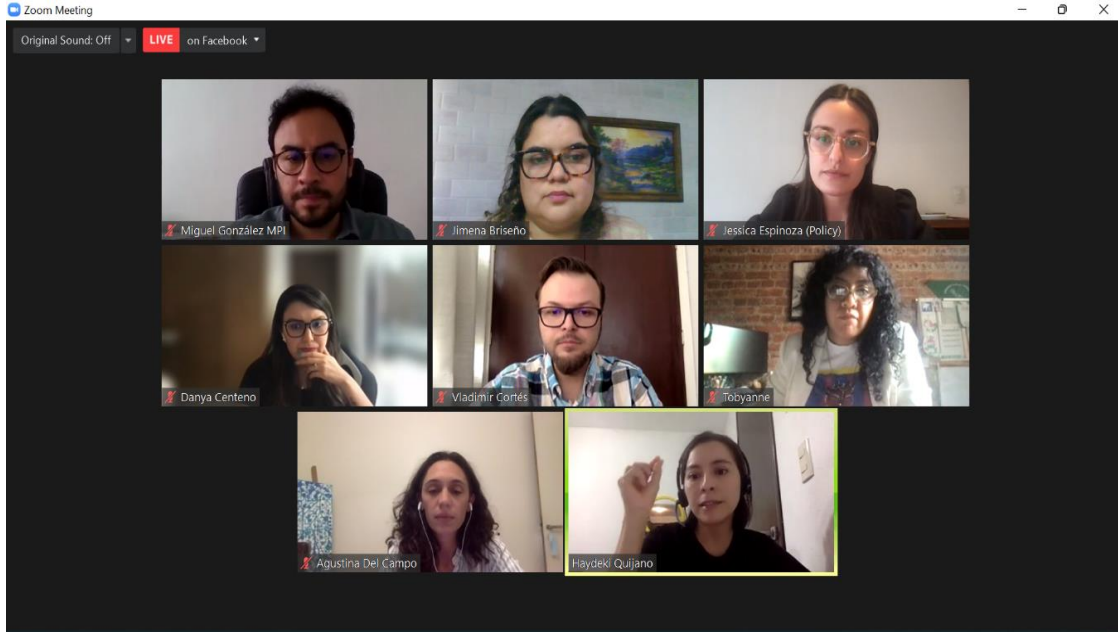 Zoom Meeting
Original Sound: Off
LIVE on Facebook
Miguel González MPI
Jimena Briseño
Jessica Espinoza (Policy)
Danya Centeno
Vladimir Cortés
Tobyanne
Agustina Del Campo
Haydeki Quijano